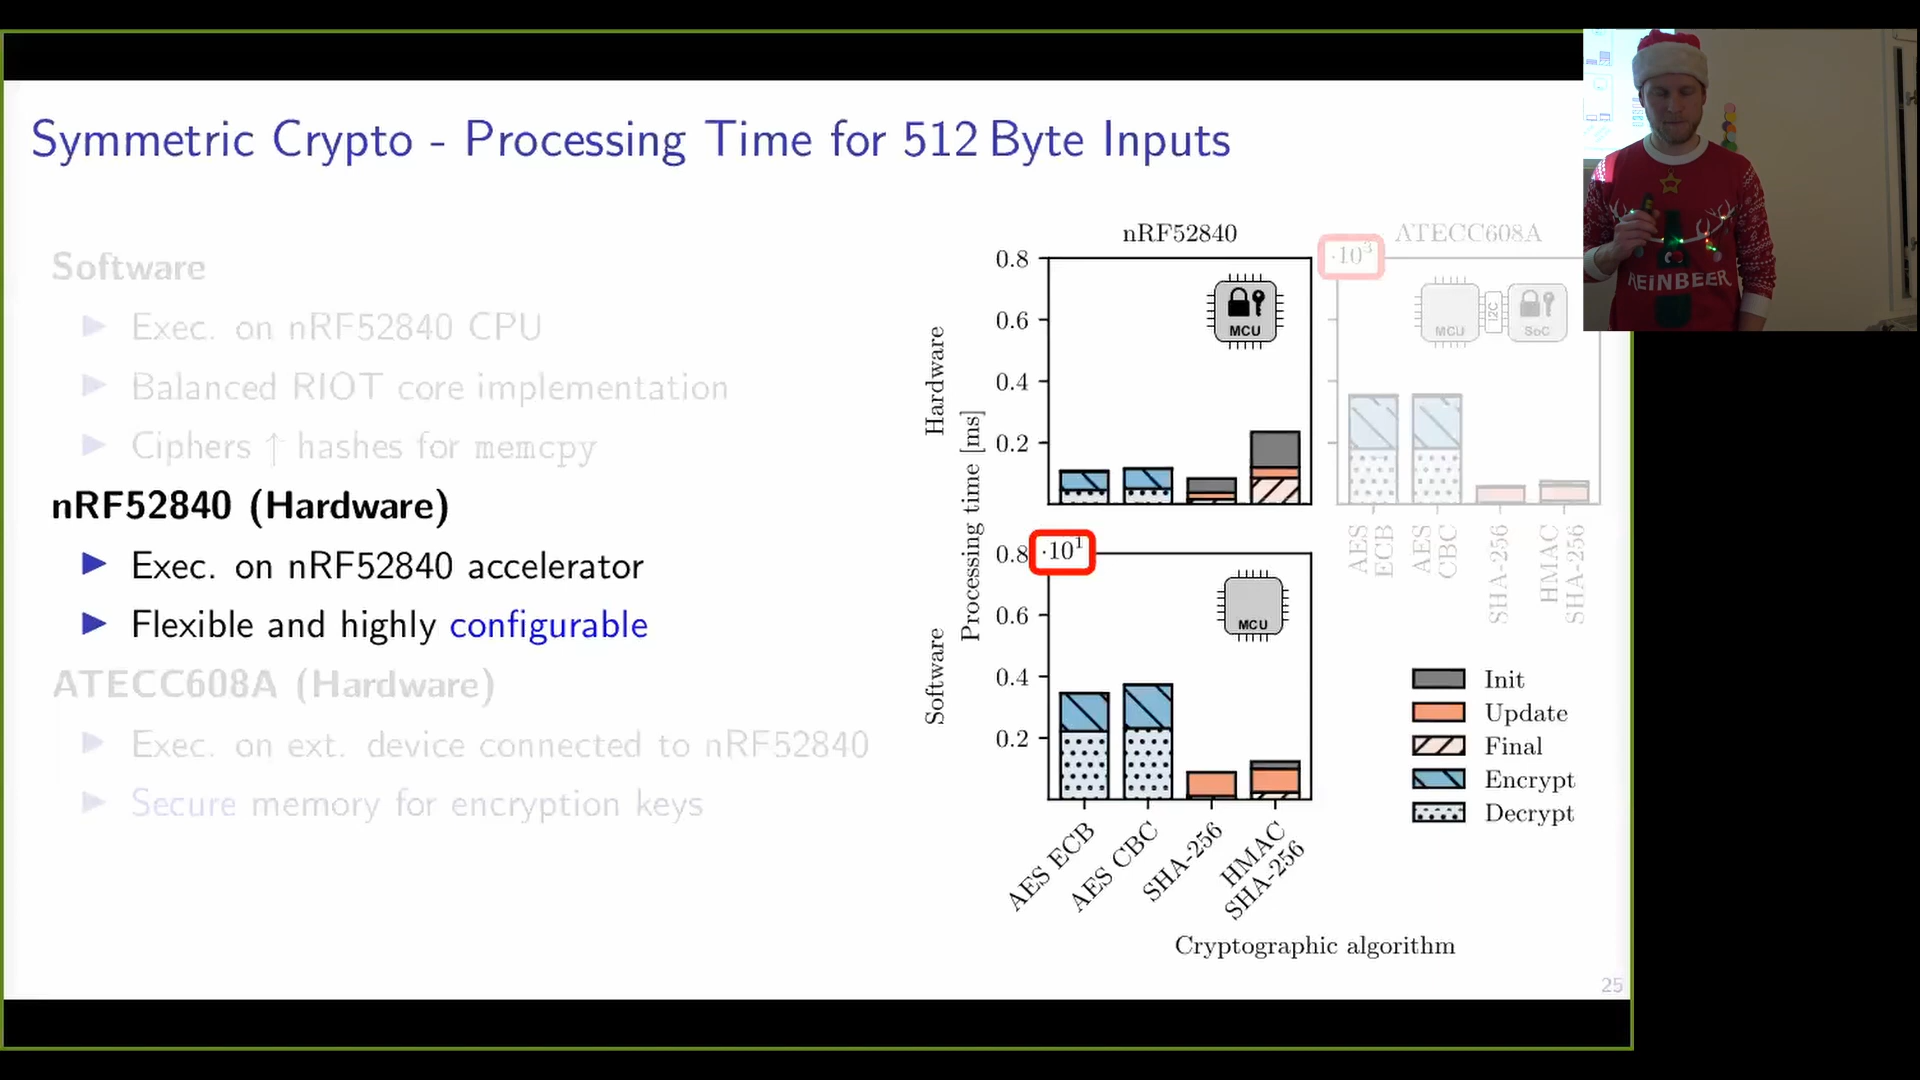 Symmetric Crypto - Processing Time for 512 Byte Inputs
Software
Exec. on nRF52840 CPU
Balanced RIOT core implementation
Ciphers ↑ hashes for memcpy
nRF52840 (Hardware)
Exec. on nRF52840 accelerator
Flexible and highly configurable
ATECC608A (Hardware)
Exec. on ext. device connected to nRF52840
Secure memory for encryption keys
nRF52840
ATECC608A
·10³
0.8
0.6
0.4
0.2
Hardware
MCU
MCU
I2C
SoC
AES
ECB
AES
CBC
SHA-256
HMAC
SHA-256
Processing time [ms]
·10¹
0.8
0.6
0.4
0.2
Software
MCU
AES ECB
AES CBC
SHA-256
HMAC
SHA-256
Init
Update
Final
Encrypt
Decrypt
Cryptographic algorithm
25
REINBEER